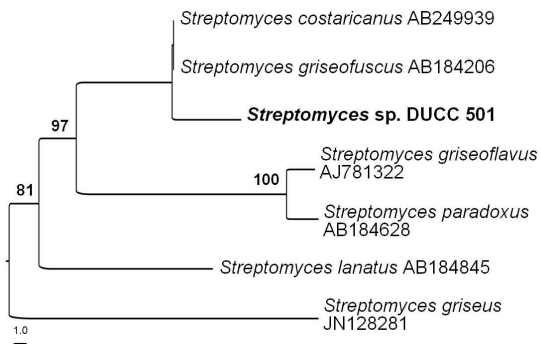 Streptomyces costaricanus AB249939
Streptomyces griseofuscus AB184206
Streptomyces sp. DUCC 501
97
Streptomyces griseoflavus
AJ781322
100
81
Streptomyces paradoxus
AB184628
Streptomyces lanatus AB184845
Streptomyces griseus
JN128281
1.0